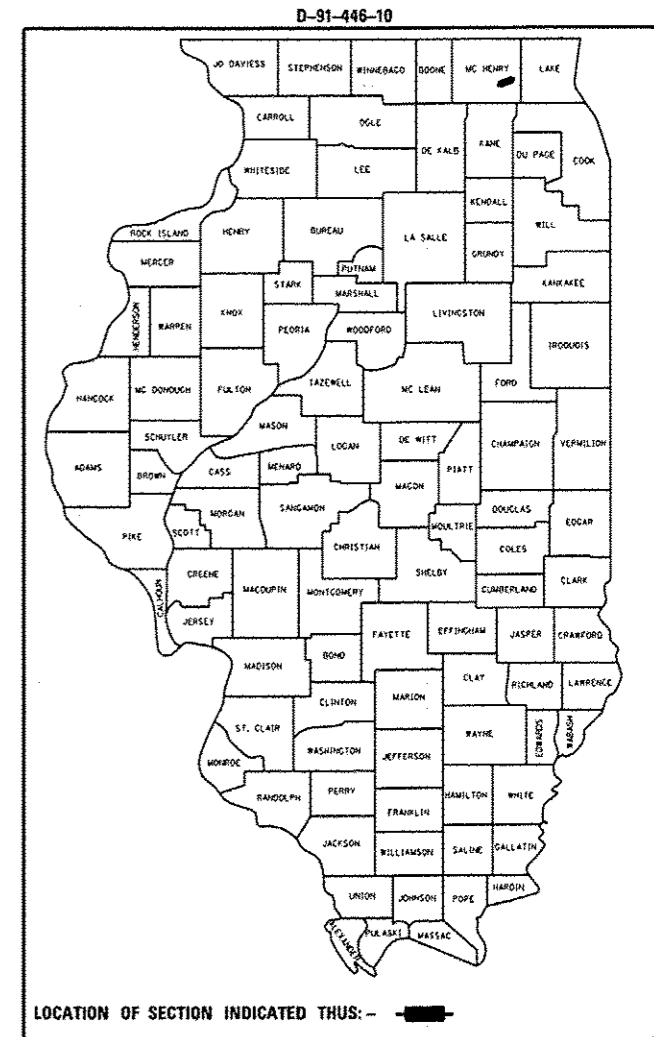 D-91-446-10
JO DAVIESS STEPHENSON WINNEBAGO BOONE MC HENRY LAKE
CARROLL OGLE DE KALB KANE DU PAGE COOK
WHITESIDE LEE
KENDALL
ROCK ISLAND HENRY BUREAU LA SALLE GRUNDY WILL
MERCER PUTNAM KANKAKEE
STARK MARSHALL
HENDERSON WARREN KNOX PEORIA WOODFORD LIVINGSTON IROQUOIS
HANCOCK MC DONOUGH FULTON TAZEWELL MC LEAN FORD
SCHUYLER MASON LOGAN DE WITT CHAMPAIGN VERMILION
ADAMS BROWN CASS MENARD MACON PIATT
PIKE SCOTT MORGAN SANGAMON MOULTRIE DOUGLAS EDGAR
CHRISTIAN COLES
CALHOUN GREENE MACOUPIN MONTGOMERY SHELBY CUMBERLAND CLARK
JERSEY FAYETTE EFFINGHAM JASPER CRAWFORD
MADISON BOND CLAY RICHLAND LAWRENCE
CLINTON MARION
ST. CLAIR WASHINGTON JEFFERSON WAYNE EDWARDS WABASH
MONROE
RANDOLPH PERRY FRANKLIN HAMILTON WHITE
JACKSON WILLIAMSON SALINE GALLATIN
UNION JOHNSON POPE HARDIN
ALEXANDER PULASKI MASSAC
LOCATION OF SECTION INDICATED THUS: -